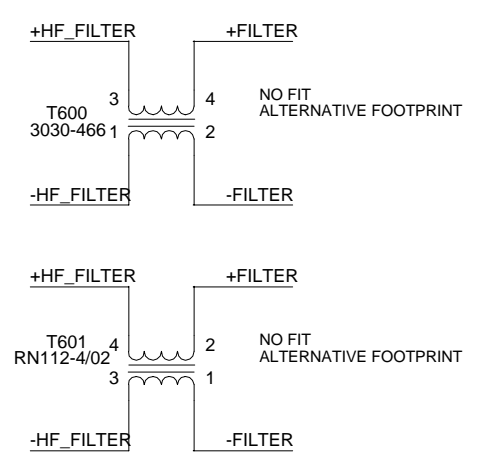 +HF_FILTER
+FILTER
3
4
NO FIT
ALTERNATIVE FOOTPRINT
T600
3030-466
1
2
-HF_FILTER
-FILTER
+HF_FILTER
+FILTER
T601
RN112-4/02
4
2
NO FIT
ALTERNATIVE FOOTPRINT
3
1
-HF_FILTER
-FILTER